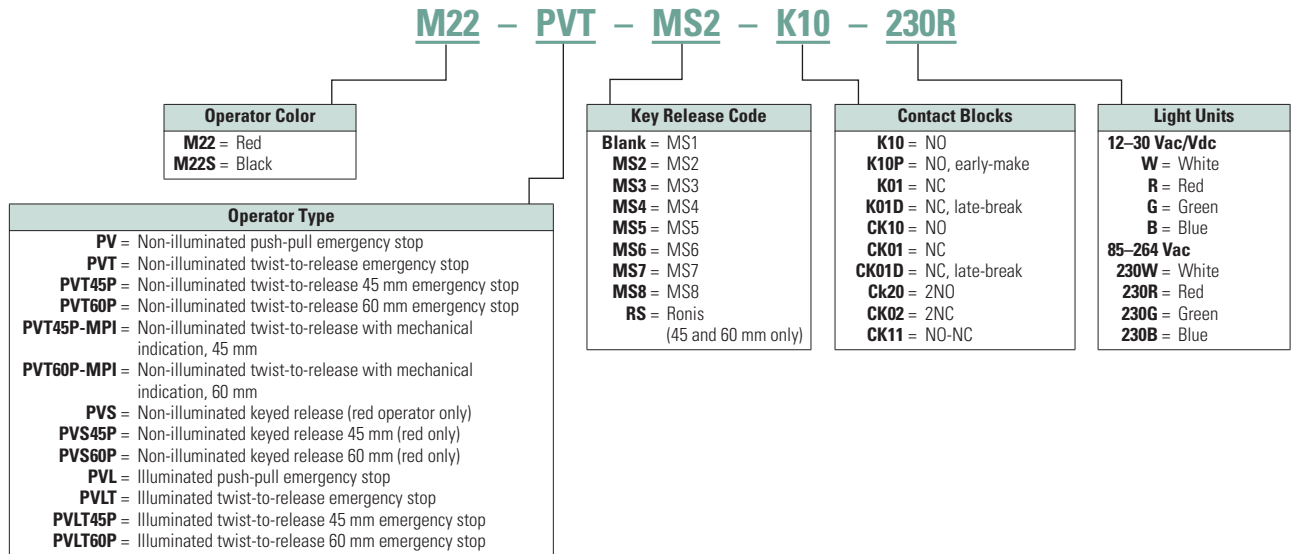 M22 – PVT – MS2 – K10 – 230R
Operator Color
M22 = Red
M22S = Black
Operator Type
PV = Non-illuminated push-pull emergency stop
PVT = Non-illuminated twist-to-release emergency stop
PVT45P = Non-illuminated twist-to-release 45 mm emergency stop
PVT60P = Non-illuminated twist-to-release 60 mm emergency stop
PVT45P-MPI = Non-illuminated twist-to-release with mechanical
indication, 45 mm
PVT60P-MPI = Non-illuminated twist-to-release with mechanical
indication, 60 mm
PVS = Non-illuminated keyed release (red operator only)
PVS45P = Non-illuminated keyed release 45 mm (red only)
PVS60P = Non-illuminated keyed release 60 mm (red only)
PVL = Illuminated push-pull emergency stop
PVLT = Illuminated twist-to-release emergency stop
PVLT45P = Illuminated twist-to-release 45 mm emergency stop
PVLT60P = Illuminated twist-to-release 60 mm emergency stop
Key Release Code
Blank = MS1
MS2 = MS2
MS3 = MS3
MS4 = MS4
MS5 = MS5
MS6 = MS6
MS7 = MS7
MS8 = MS8
RS = Ronis
(45 and 60 mm only)
Contact Blocks
K10 = NO
K10P = NO, early-make
K01 = NC
K01D = NC, late-break
CK10 = NO
CK01 = NC
CK01D = NC, late-break
Ck20 = 2NO
CK02 = 2NC
CK11 = NO-NC
Light Units
12–30 Vac/Vdc
W = White
R = Red
G = Green
B = Blue
85–264 Vac
230W = White
230R = Red
230G = Green
230B = Blue